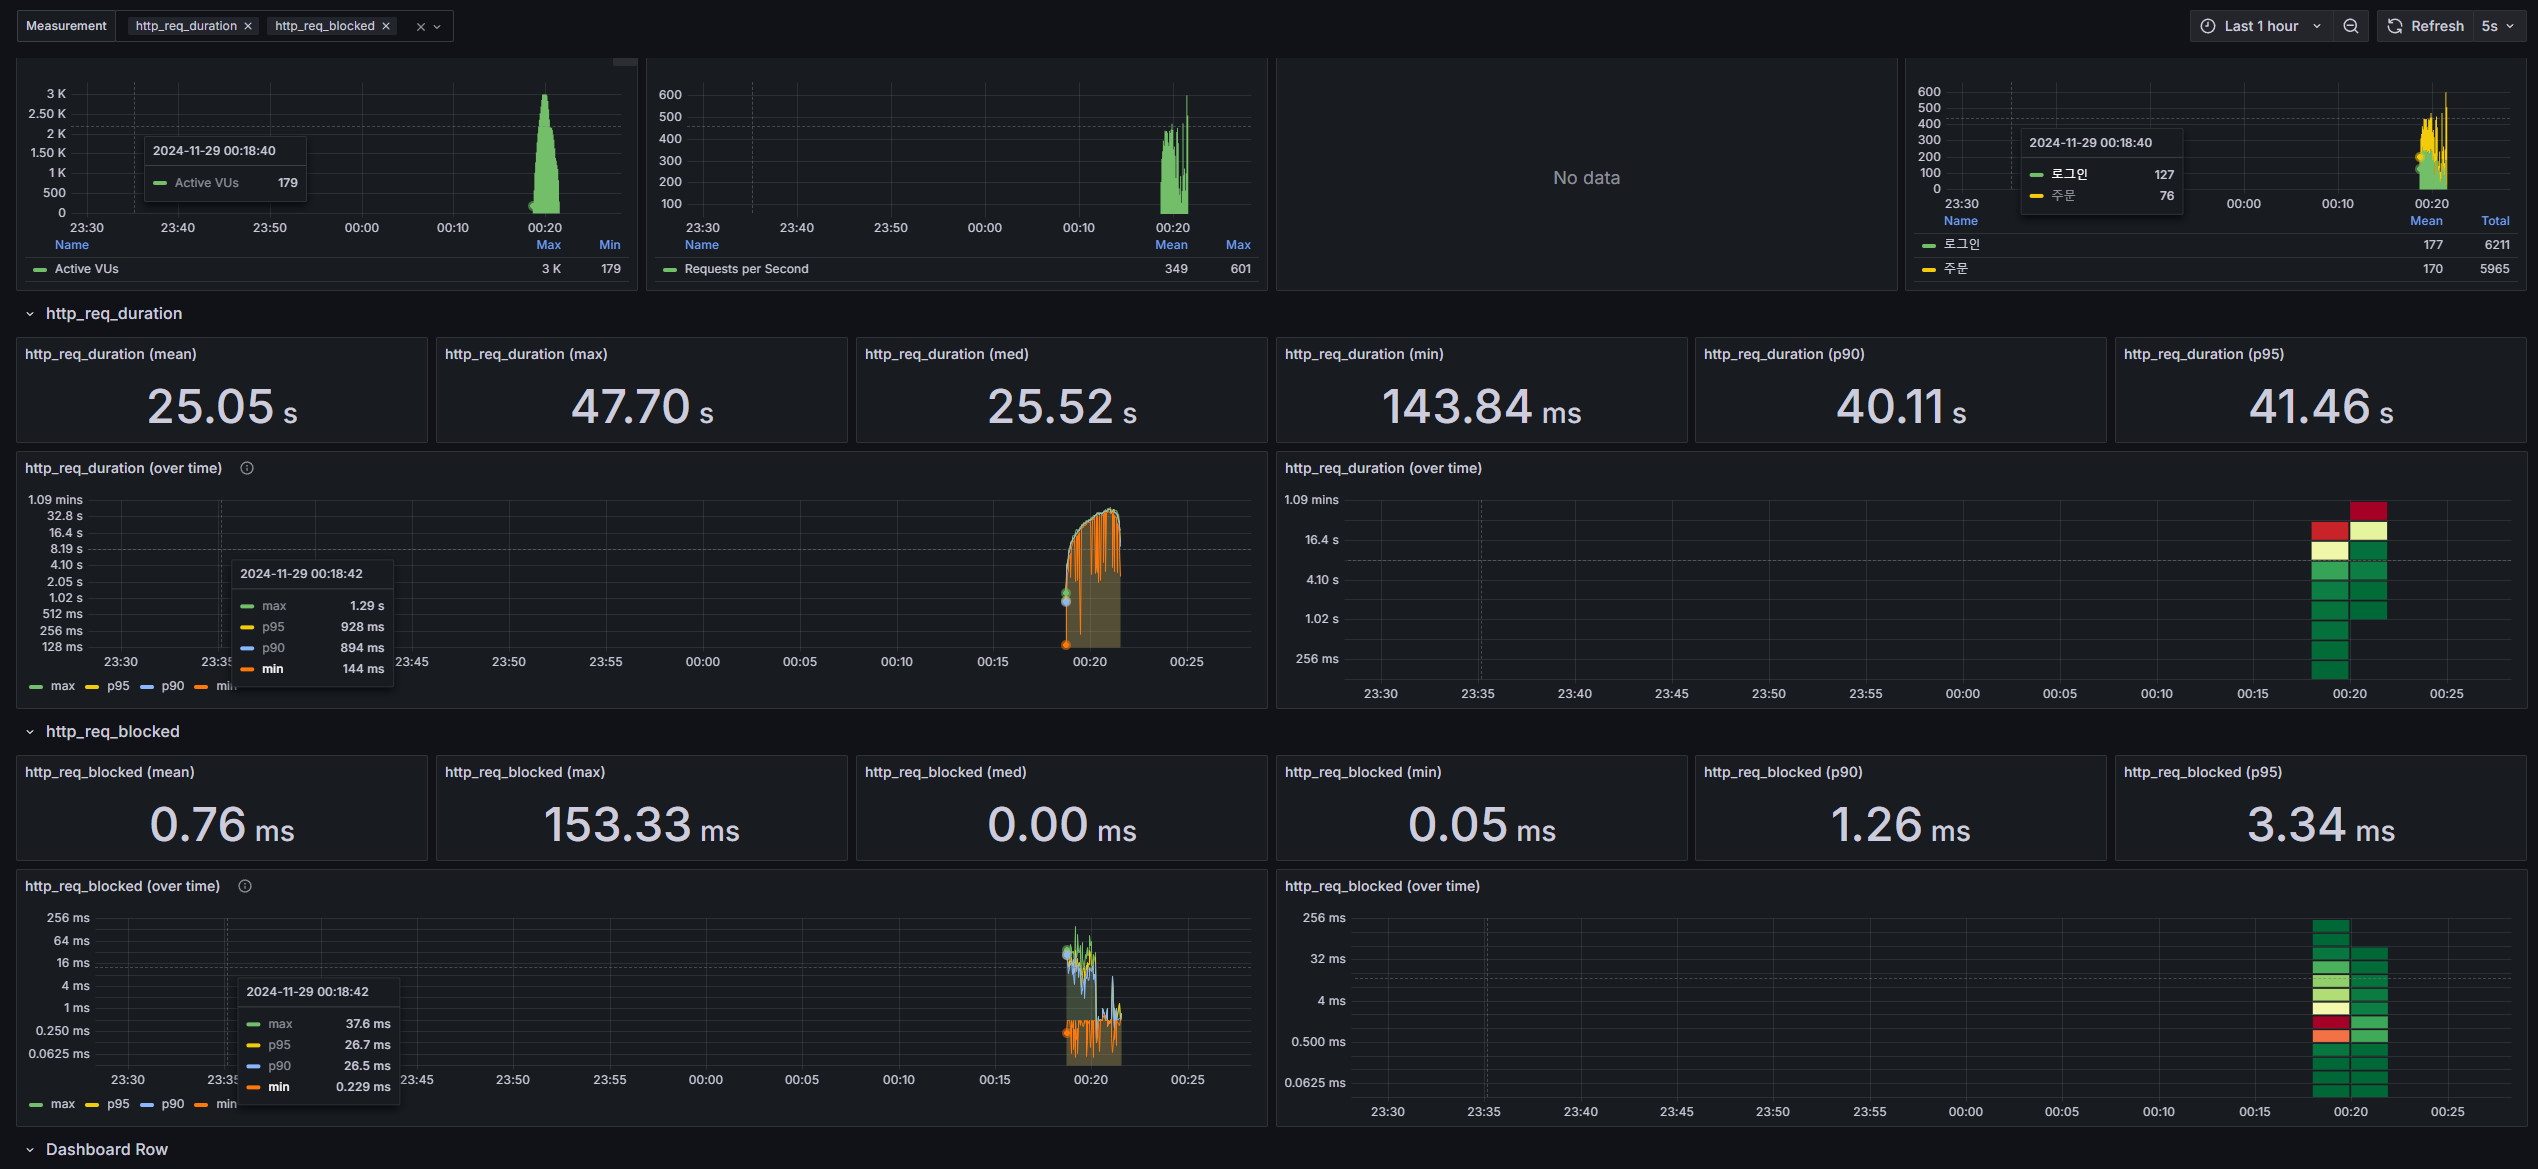 Measurement http_req_duration × http_req_blocked × × Last 1 hour Refresh 5s
3 K
2.50 K
2 K
1.50 K
1 K
500
0
2024-11-29 00:18:40
Active VUs 179
23:30 23:40 23:50 00:00 00:10 00:20
Name Max Min
Active VUs 3 K 179
600
500
400
300
200
100
23:30 23:40 23:50 00:00 00:10 00:20
Name Mean Max
Requests per Second 349 601
No data
600
500
400
300
200
100
0
2024-11-29 00:18:40
로그인 127
주문 76
23:30 00:00 00:10 00:20
Name Mean Total
로그인 177 6211
주문 170 5965
http_req_duration
http_req_duration (mean)
25.05 s
http_req_duration (max)
47.70 s
http_req_duration (med)
25.52 s
http_req_duration (min)
143.84 ms
http_req_duration (p90)
40.11 s
http_req_duration (p95)
41.46 s
http_req_duration (over time)
1.09 mins
32.8 s
16.4 s
8.19 s
4.10 s
2.05 s
1.02 s
512 ms
256 ms
128 ms
2024-11-29 00:18:42
max 1.29 s
p95 928 ms
p90 894 ms
min 144 ms
23:30 23:35 23:45 23:50 23:55 00:00 00:05 00:10 00:15 00:20 00:25
max p95 p90 min
http_req_duration (over time)
1.09 mins
16.4 s
4.10 s
1.02 s
256 ms
23:30 23:35 23:40 23:45 23:50 23:55 00:00 00:05 00:10 00:15 00:20 00:25
http_req_blocked
http_req_blocked (mean)
0.76 ms
http_req_blocked (max)
153.33 ms
http_req_blocked (med)
0.00 ms
http_req_blocked (min)
0.05 ms
http_req_blocked (p90)
1.26 ms
http_req_blocked (p95)
3.34 ms
http_req_blocked (over time)
256 ms
64 ms
16 ms
4 ms
1 ms
0.250 ms
0.0625 ms
2024-11-29 00:18:42
max 37.6 ms
p95 26.7 ms
p90 26.5 ms
min 0.229 ms
23:30 23:35 23:45 23:50 23:55 00:00 00:05 00:10 00:15 00:20 00:25
max p95 p90 min
http_req_blocked (over time)
256 ms
32 ms
4 ms
0.500 ms
0.0625 ms
23:30 23:35 23:40 23:45 23:50 23:55 00:00 00:05 00:10 00:15 00:20 00:25
Dashboard Row